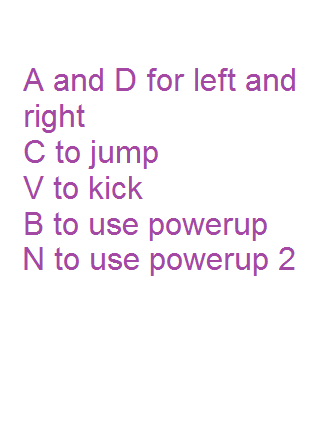 A and D for left and
right
C to jump
V to kick
B to use powerup
N to use powerup 2